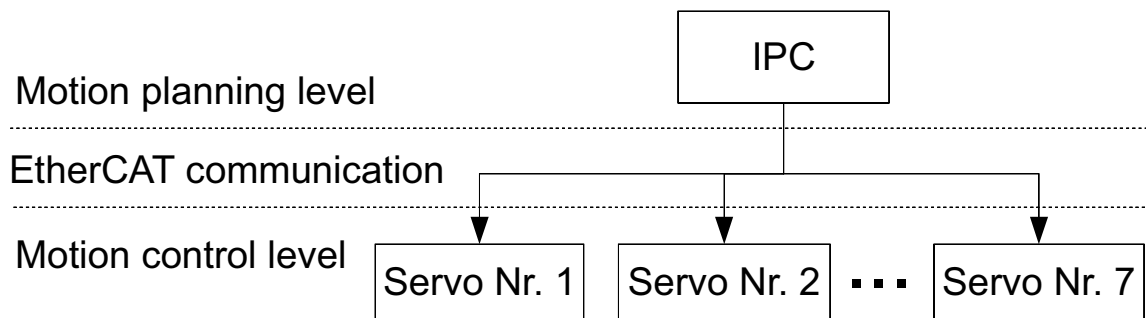 IPC
Motion planning level
EtherCAT communication
Motion control level
Servo Nr. 1
Servo Nr. 2
Servo Nr. 7